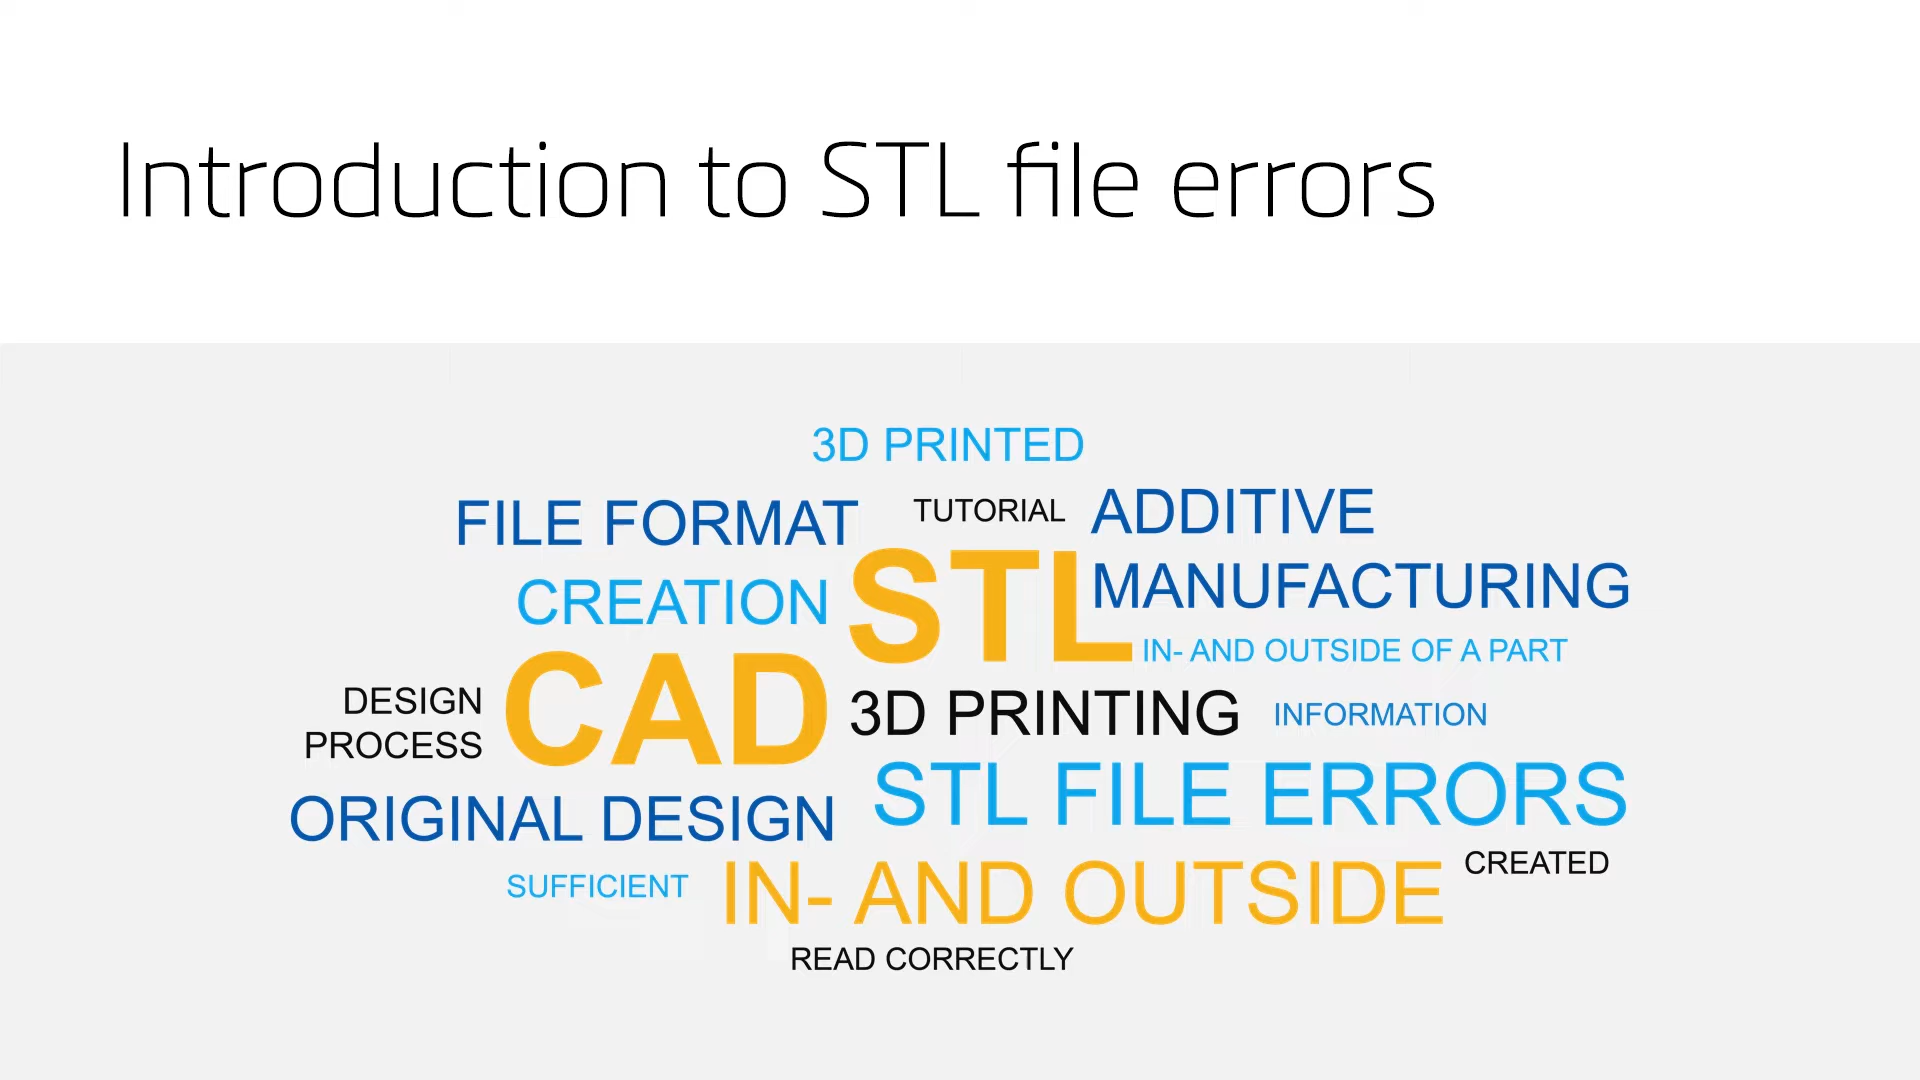 Introduction to STL file errors
3D PRINTED
FILE FORMAT
TUTORIAL
ADDITIVE
MANUFACTURING
CREATION
STL
IN- AND OUTSIDE OF A PART
DESIGN
PROCESS
CAD
3D PRINTING
INFORMATION
ORIGINAL DESIGN
STL FILE ERRORS
SUFFICIENT
IN- AND OUTSIDE
CREATED
READ CORRECTLY